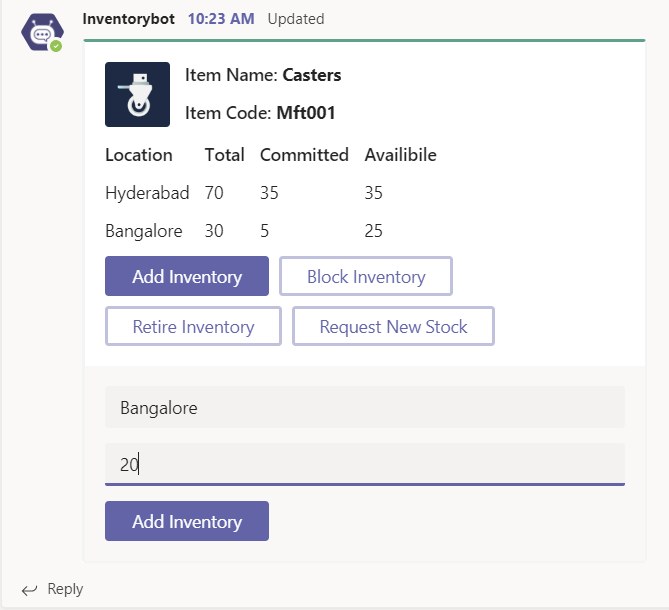 Inventorybot 10:23 AM Updated
Item Name: Casters
Item Code: Mft001
Location Total Committed Availibile
Hyderabad 70 35 35
Bangalore 30 5 25
Add Inventory Block Inventory
Retire Inventory Request New Stock
Bangalore
20
Add Inventory
Reply